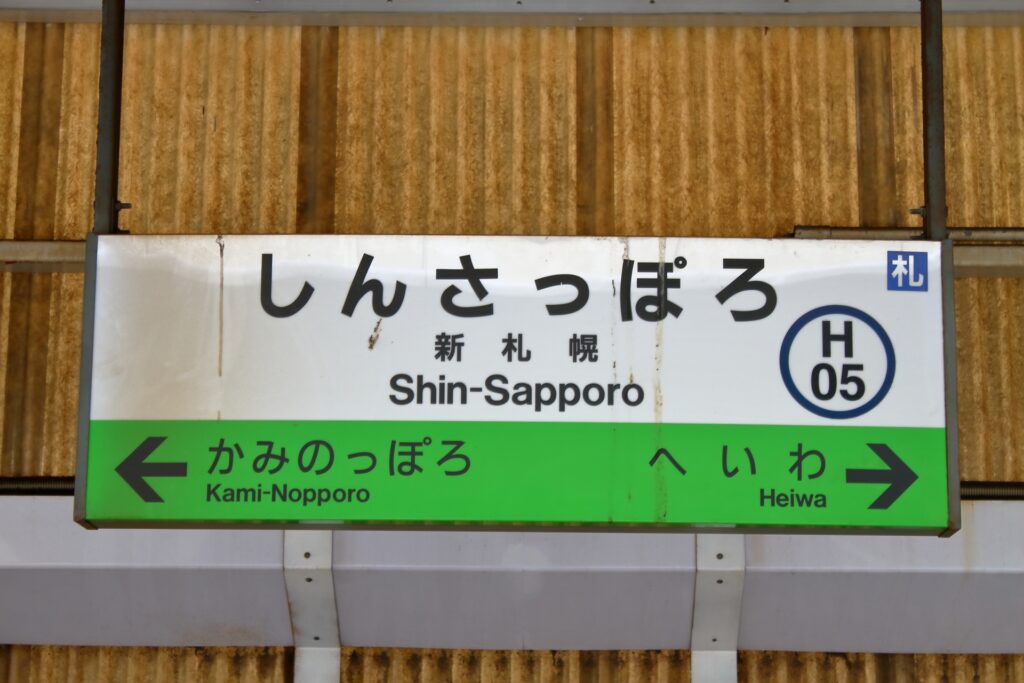 しんさっぽろ
札
新札幌
Shin-Sapporo
H
05
かみのっぽろ
Kami-Nopporo
へいわ
Heiwa